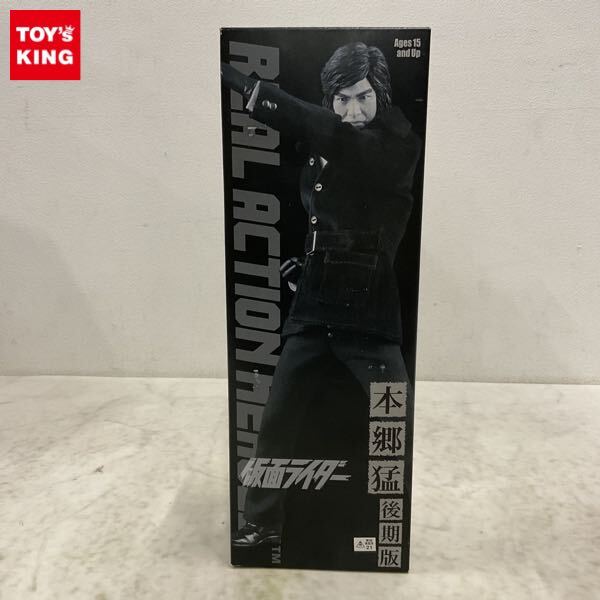 TOY's
KING
Ages 15
and Up
REAL ACTION HEROES
TM
仮面ライダー
本郷猛 後期版
21